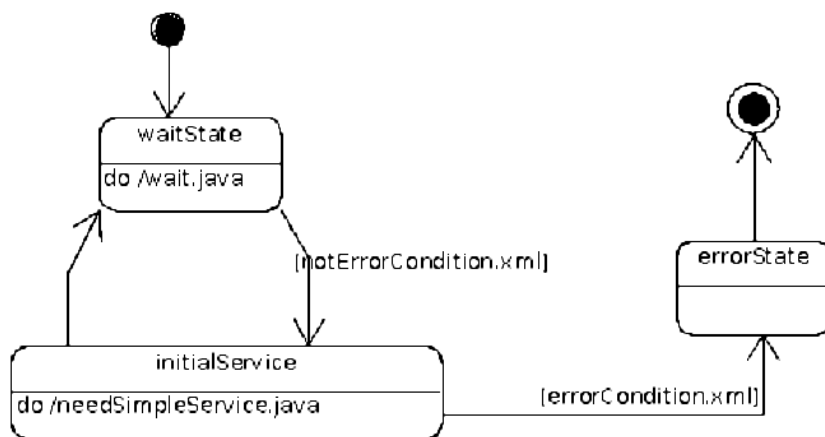 waitState
do /wait.java
[notErrorCondition.xml]
errorState
initialService
do /needSimpleService.java
[errorCondition.xml]